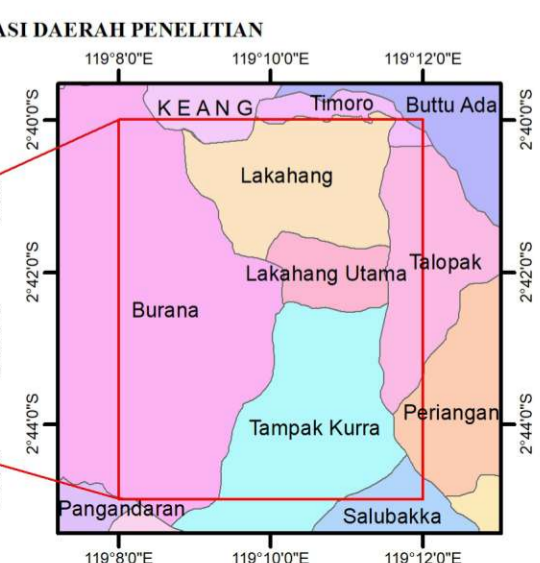 ASI DAERAH PENELITIAN
119°8'0"E 119°10'0"E 119°12'0"E
KEANG Timoro Buttu Ada
2°40'0"S 2°40'0"S
Lakahang
Talopak
2°42'0"S Lakahang Utama 2°42'0"S
Burana
Periangan
2°44'0"S Tampak Kurra 2°44'0"S
Pangandaran
Salubakka
119°8'0"E 119°10'0"E 119°12'0"E